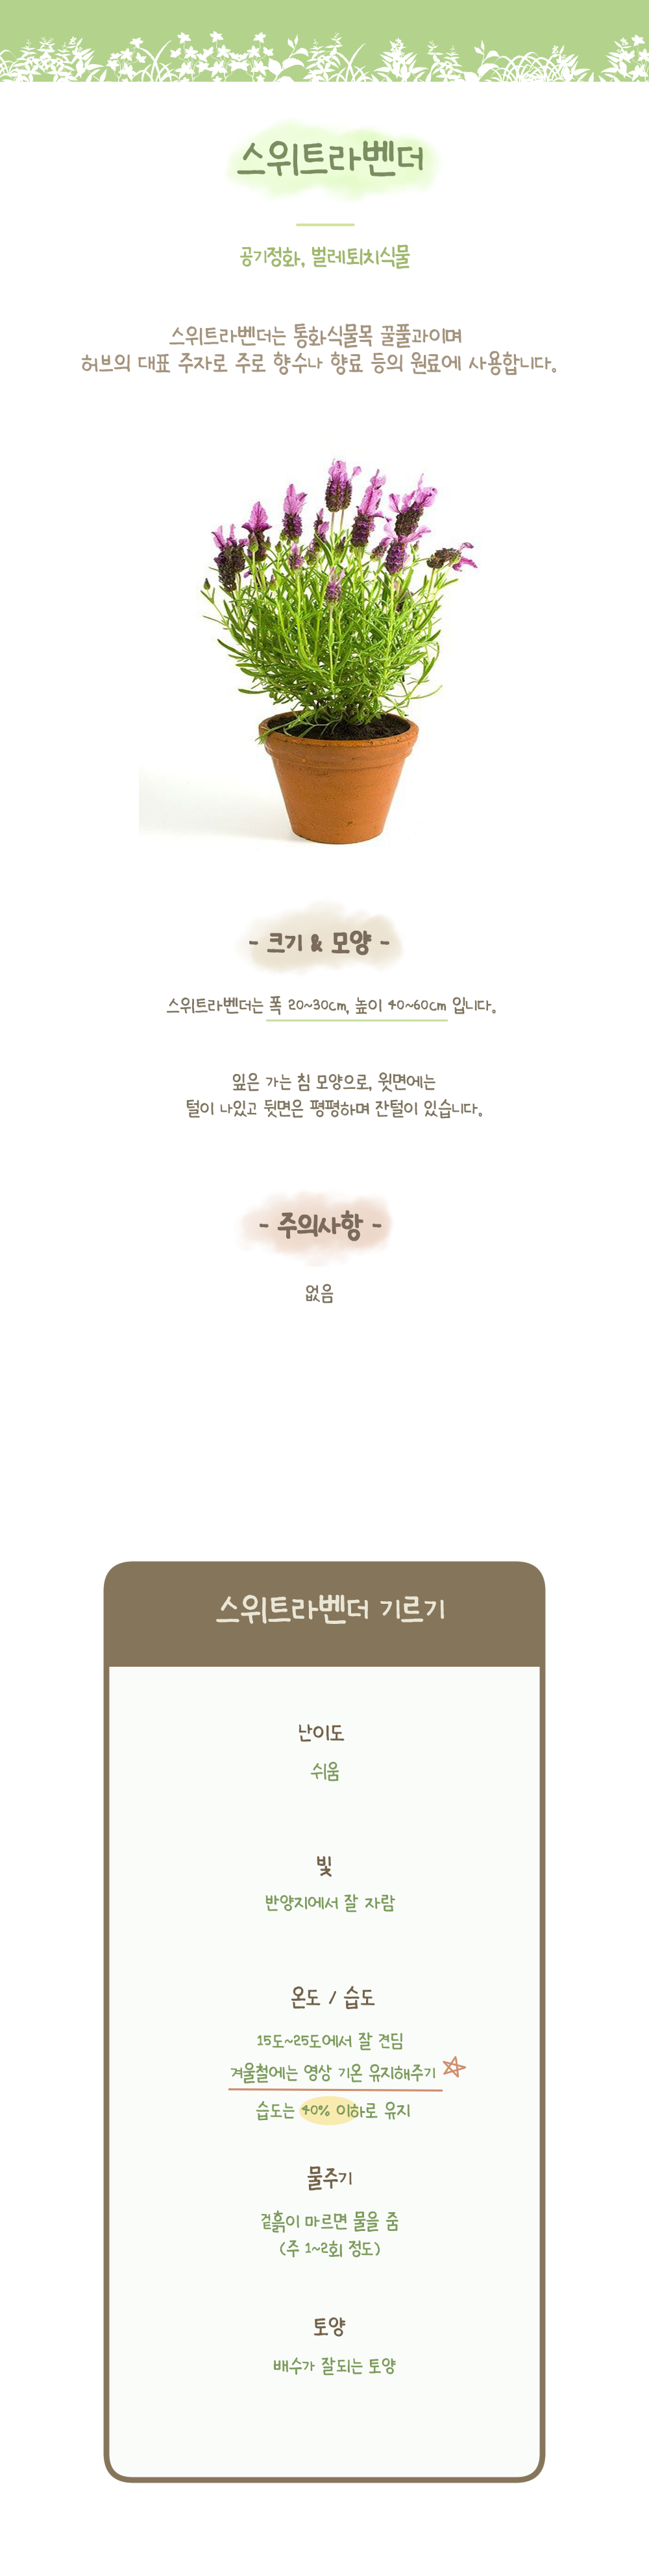 스위트라벤더
공기정화, 벌레퇴치식물
스위트라벤더는 통화식물목 꿀풀과이며
허브의 대표 주자로 주로 향수나 향료 등의 원료에 사용합니다.
- 크기 & 모양 -
스위트라벤더는 폭 20~30cm, 높이 40~60cm 입니다.
잎은 가는 침 모양으로, 윗면에는
털이 나있고 뒷면은 평평하며 잔털이 있습니다.
- 주의사항 -
없음
스위트라벤더 기르기
난이도
쉬움
빛
반양지에서 잘 자람
온도 / 습도
15도~25도에서 잘 견딤
겨울철에는 영상 기온 유지해주기
습도는 40% 이하로 유지
물주기
겉흙이 마르면 물을 줌
(주 1~2회 정도)
토양
배수가 잘되는 토양